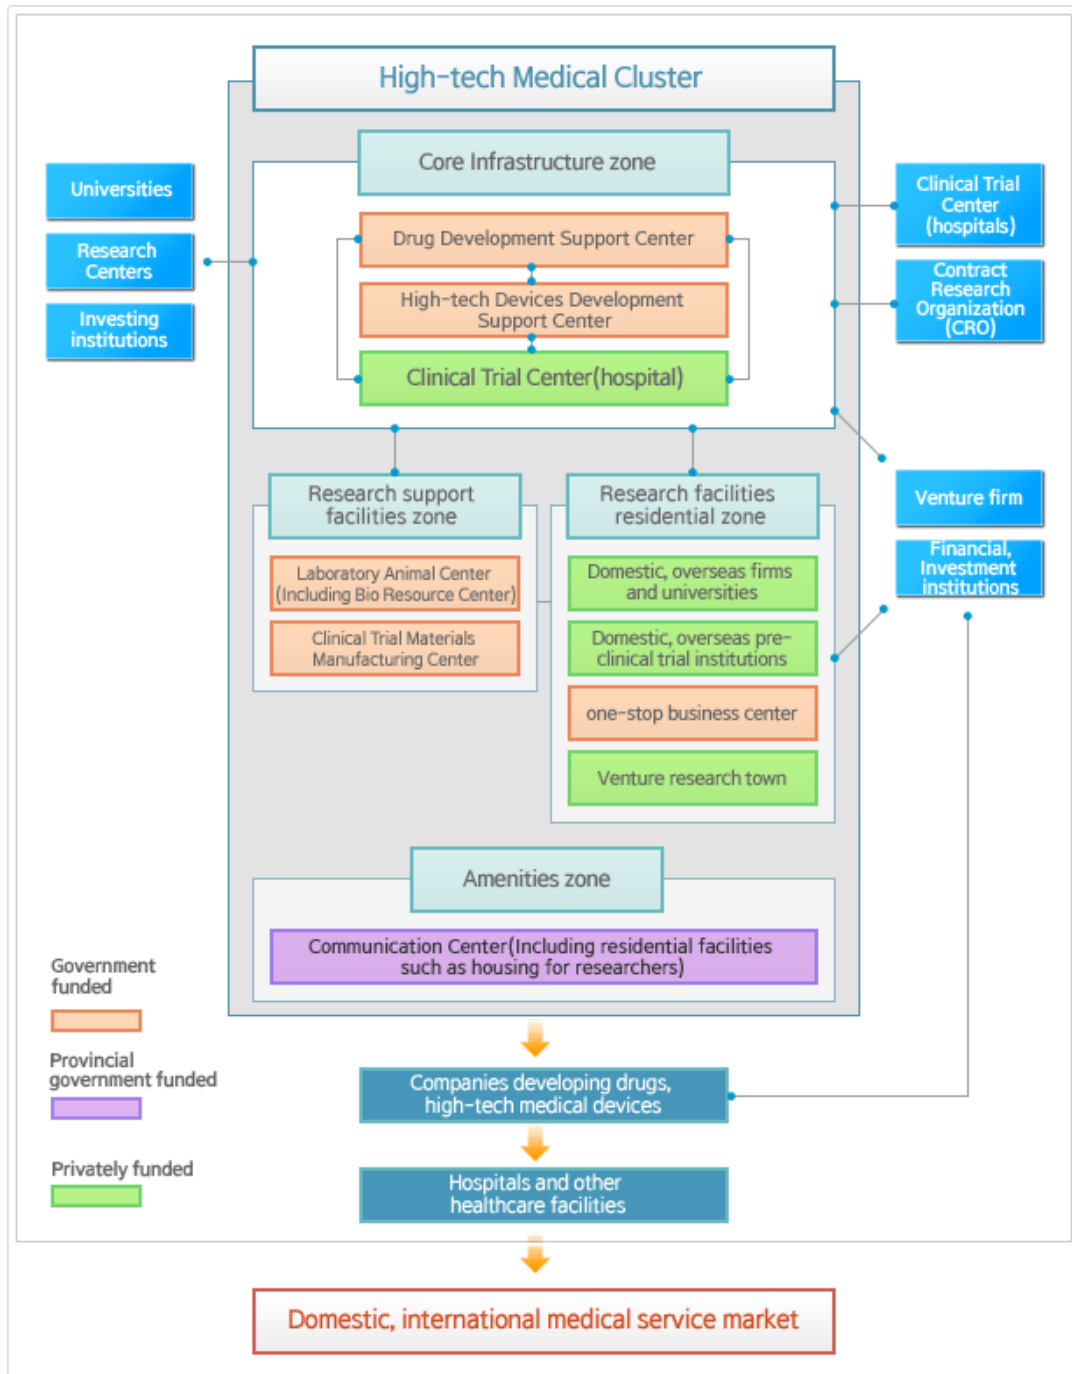 High-tech Medical Cluster
Core Infrastructure zone
Universities
Research
Centers
Investing
institutions
Drug Development Support Center
High-tech Devices Development
Support Center
Clinical Trial Center(hospital)
Clinical Trial
Center
(hospitals)
Contract
Research
Organization
(CRO)
Venture firm
Financial,
Investment
institutions
Research support
facilities zone
Laboratory Animal Center
(Including Bio Resource Center)
Clinical Trial Materials
Manufacturing Center
Research facilities
residential zone
Domestic, overseas firms
and universities
Domestic, overseas pre-
clinical trial institutions
one-stop business center
Venture research town
Amenities zone
Communication Center(Including residential facilities
such as housing for researchers)
Government
funded
Provincial
government funded
Privately funded
Companies developing drugs,
high-tech medical devices
Hospitals and other
healthcare facilities
Domestic, international medical service market